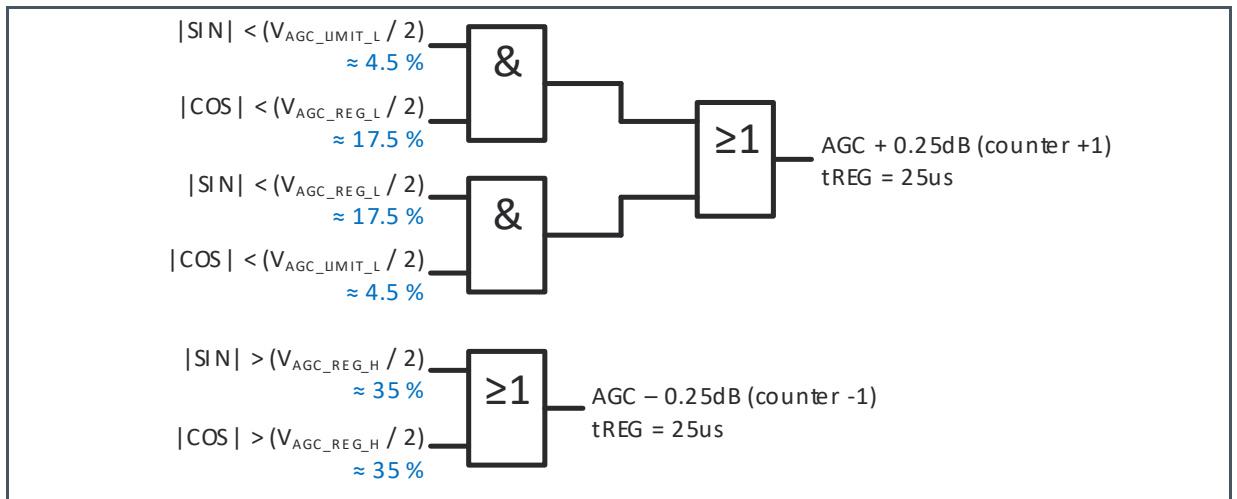 |SIN| < (VAGC_LIMIT_L / 2)
≈ 4.5 %
&
|COS| < (VAGC_REG_L / 2)
≈ 17.5 %
≥1
AGC + 0.25dB (counter +1)
tREG = 25us
|SIN| < (VAGC_REG_L / 2)
≈ 17.5 %
&
|COS| < (VAGC_LIMIT_L / 2)
≈ 4.5 %
|SIN| > (VAGC_REG_H / 2)
≈ 35 %
≥1
AGC – 0.25dB (counter -1)
tREG = 25us
|COS| > (VAGC_REG_H / 2)
≈ 35 %